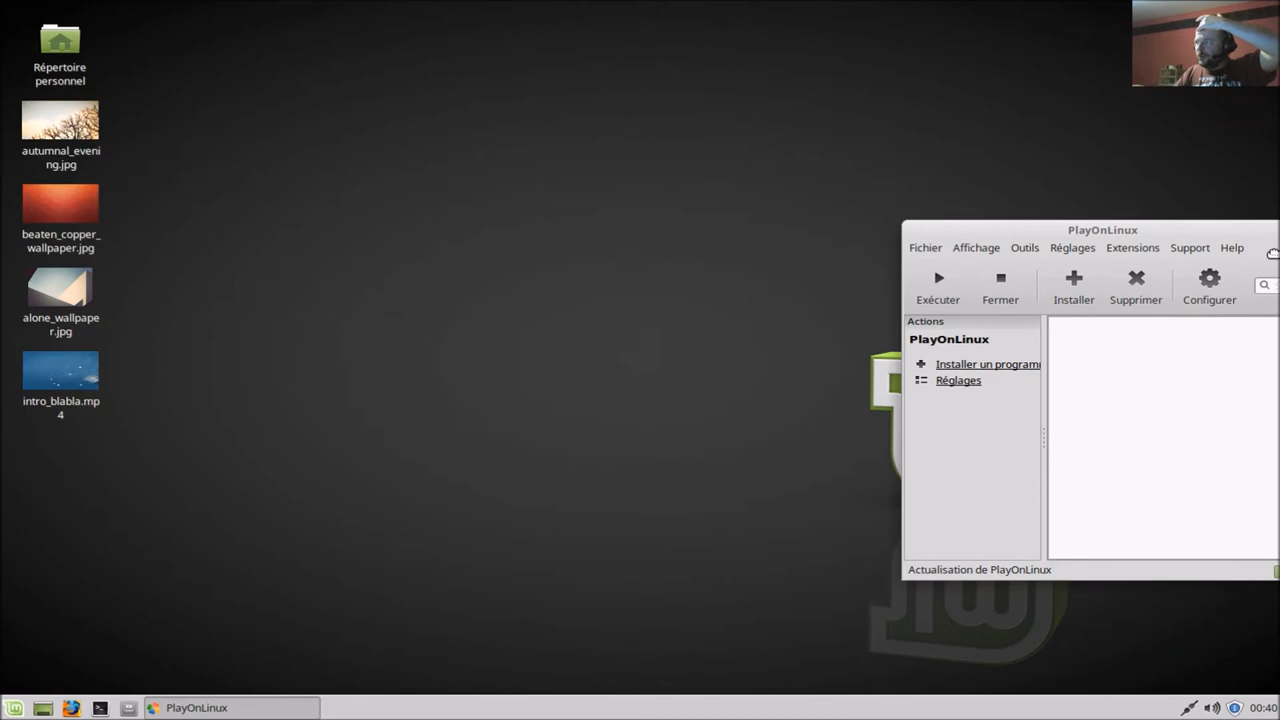 Répertoire
personnel
autumnal_eveni
ng.jpg
beaten_copper_
wallpaper.jpg
alone_wallpape
r.jpg
intro_blabla.mp
4
PlayOnLinux
Fichier Affichage Outils Réglages Extensions Support Help
Exécuter Fermer Installer Supprimer Configurer
Actions
PlayOnLinux
Installer un programm
Réglages
Actualisation de PlayOnLinux
PlayOnLinux
00:40